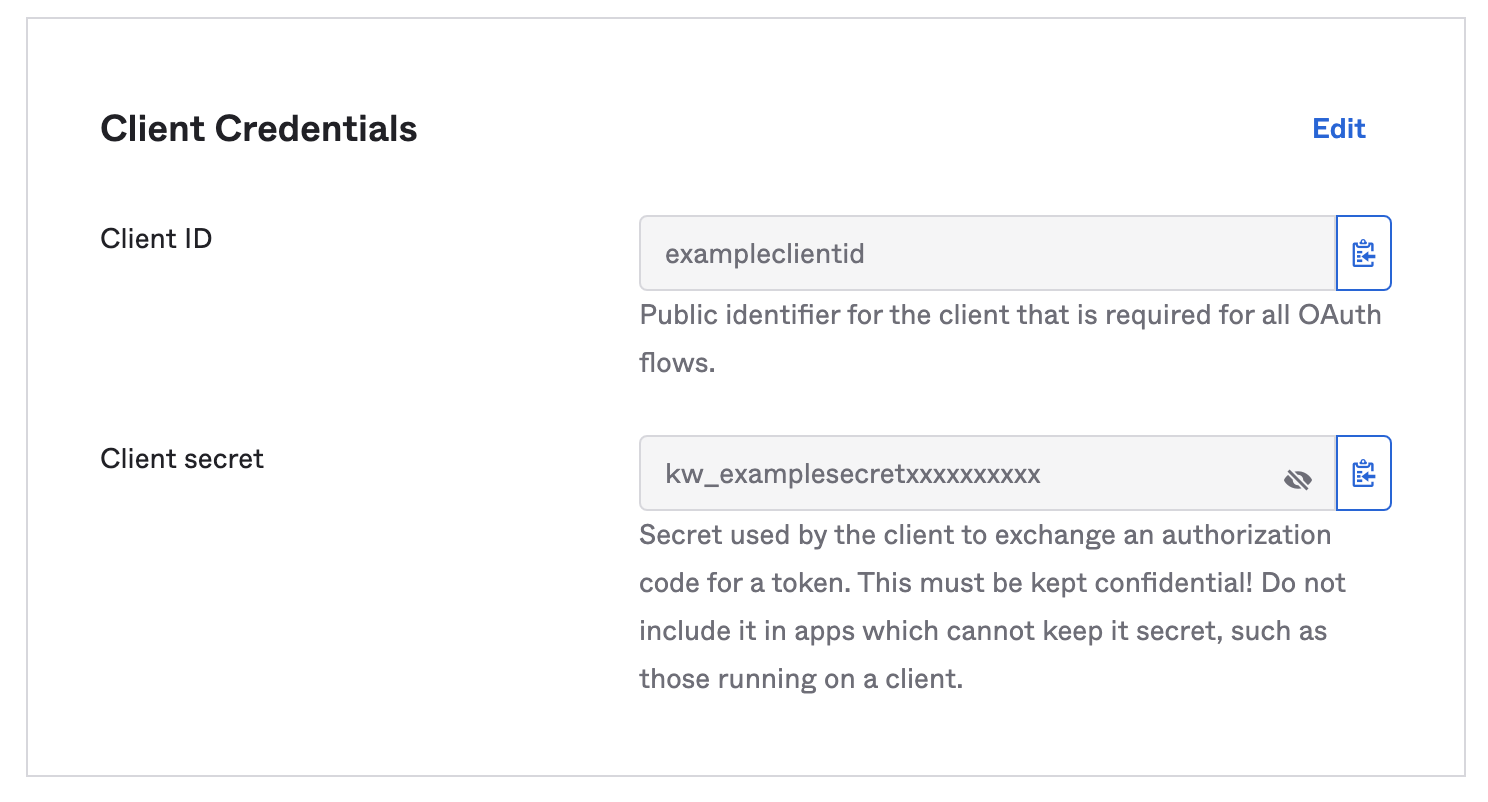 Client Credentials
Edit
Client ID
exampleclientid
Public identifier for the client that is required for all OAuth
flows.
Client secret
kw_examplesecretxxxxxxxxxx
Secret used by the client to exchange an authorization
code for a token. This must be kept confidential! Do not
include it in apps which cannot keep it secret, such as
those running on a client.